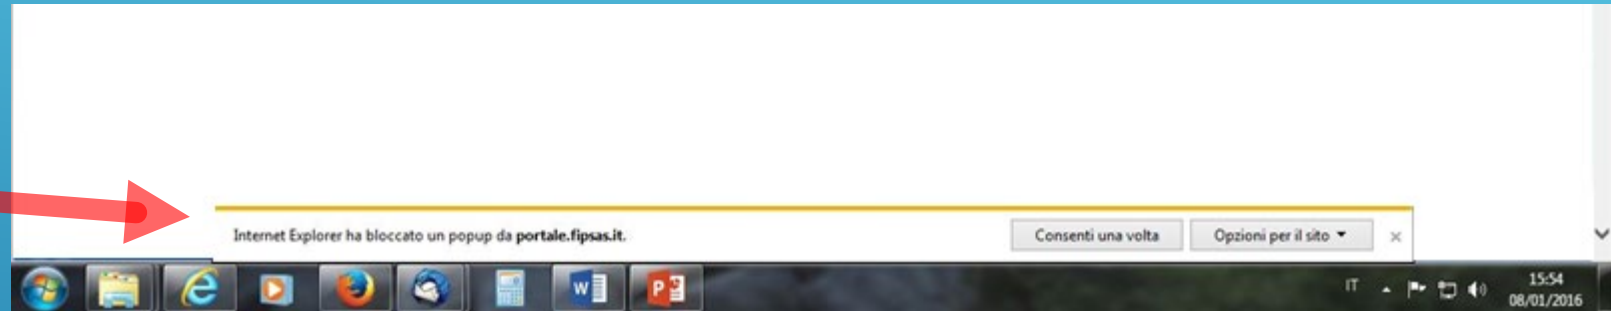 Internet Explorer ha bloccato un popup da portale.fipsas.it.
Consenti una volta
Opzioni per il sito
IT
15:54
08/01/2016